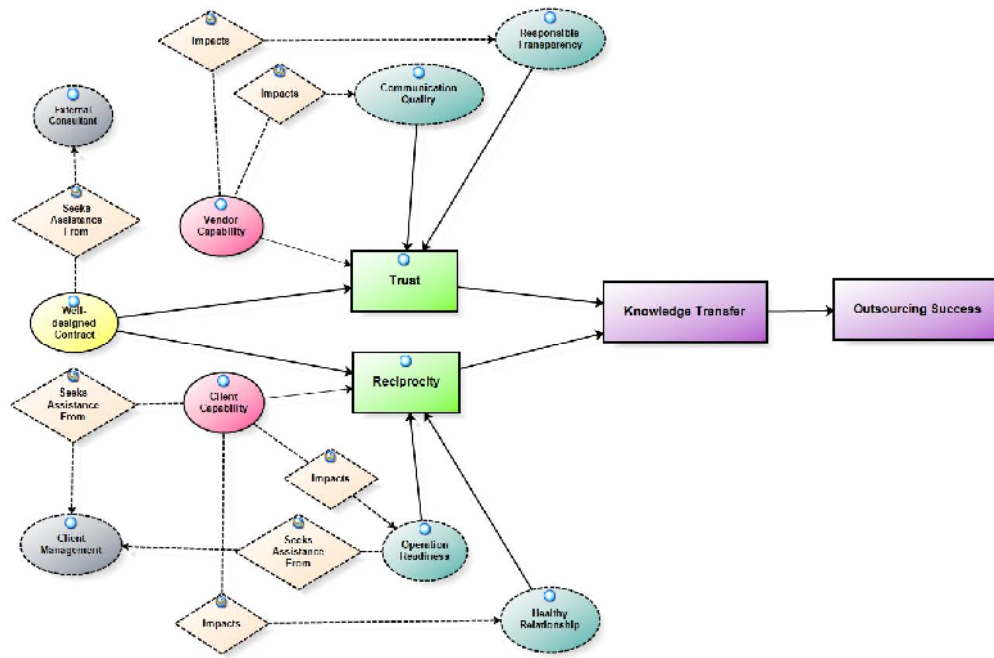 Impacts
Responsible
Transparency
Impacts
Communication
Quality
External
Consultant
Seeks
Assistance
From
Vendor
Capability
Trust
Well-
designed
Contract
Knowledge Transfer
Outsourcing Success
Reciprocity
Seeks
Assistance
From
Client
Capability
Impacts
Client
Management
Seeks
Assistance
From
Operation
Readiness
Impacts
Healthy
Relationship